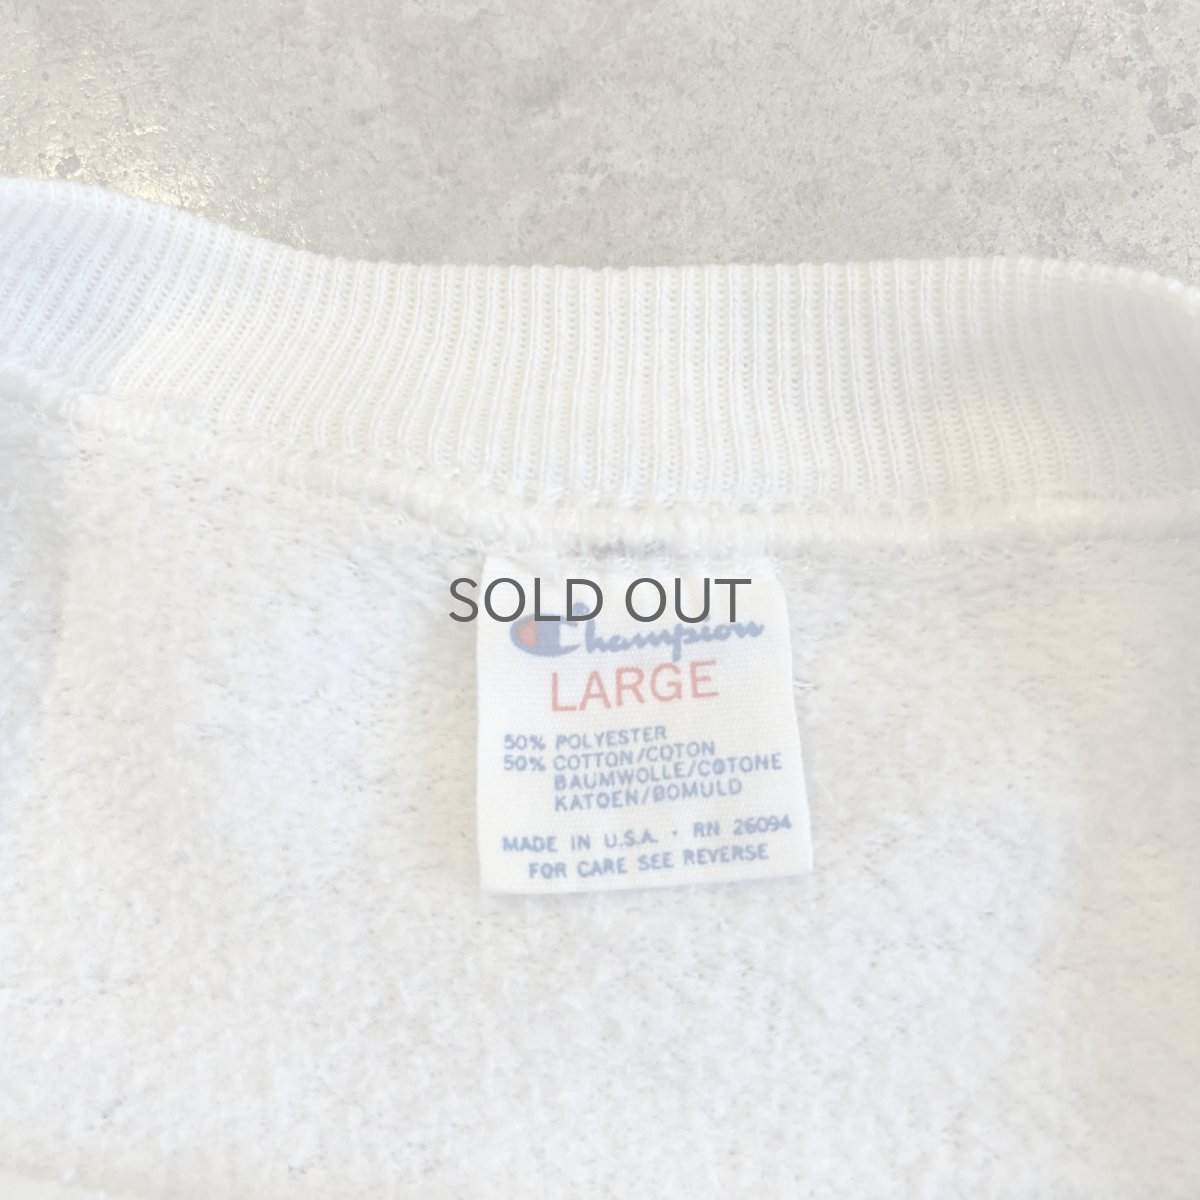 SOLD OUT
Champion
LARGE
50% POLYESTER
50% COTTON/COTON
BAUMWOLLE/COTONE
KATOEN/BOMULD
MADE IN U.S.A. · RN 26094
FOR CARE SEE REVERSE